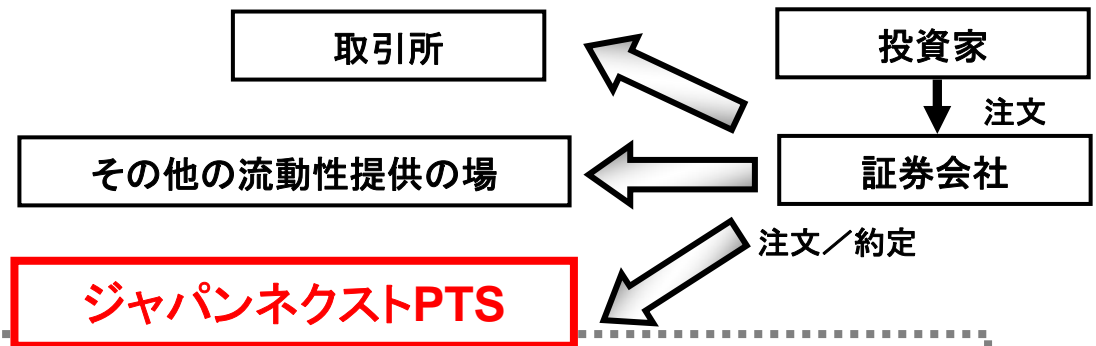 取引所
投資家
注文
その他の流動性提供の場
証券会社
注文／約定
ジャパンネクストPTS